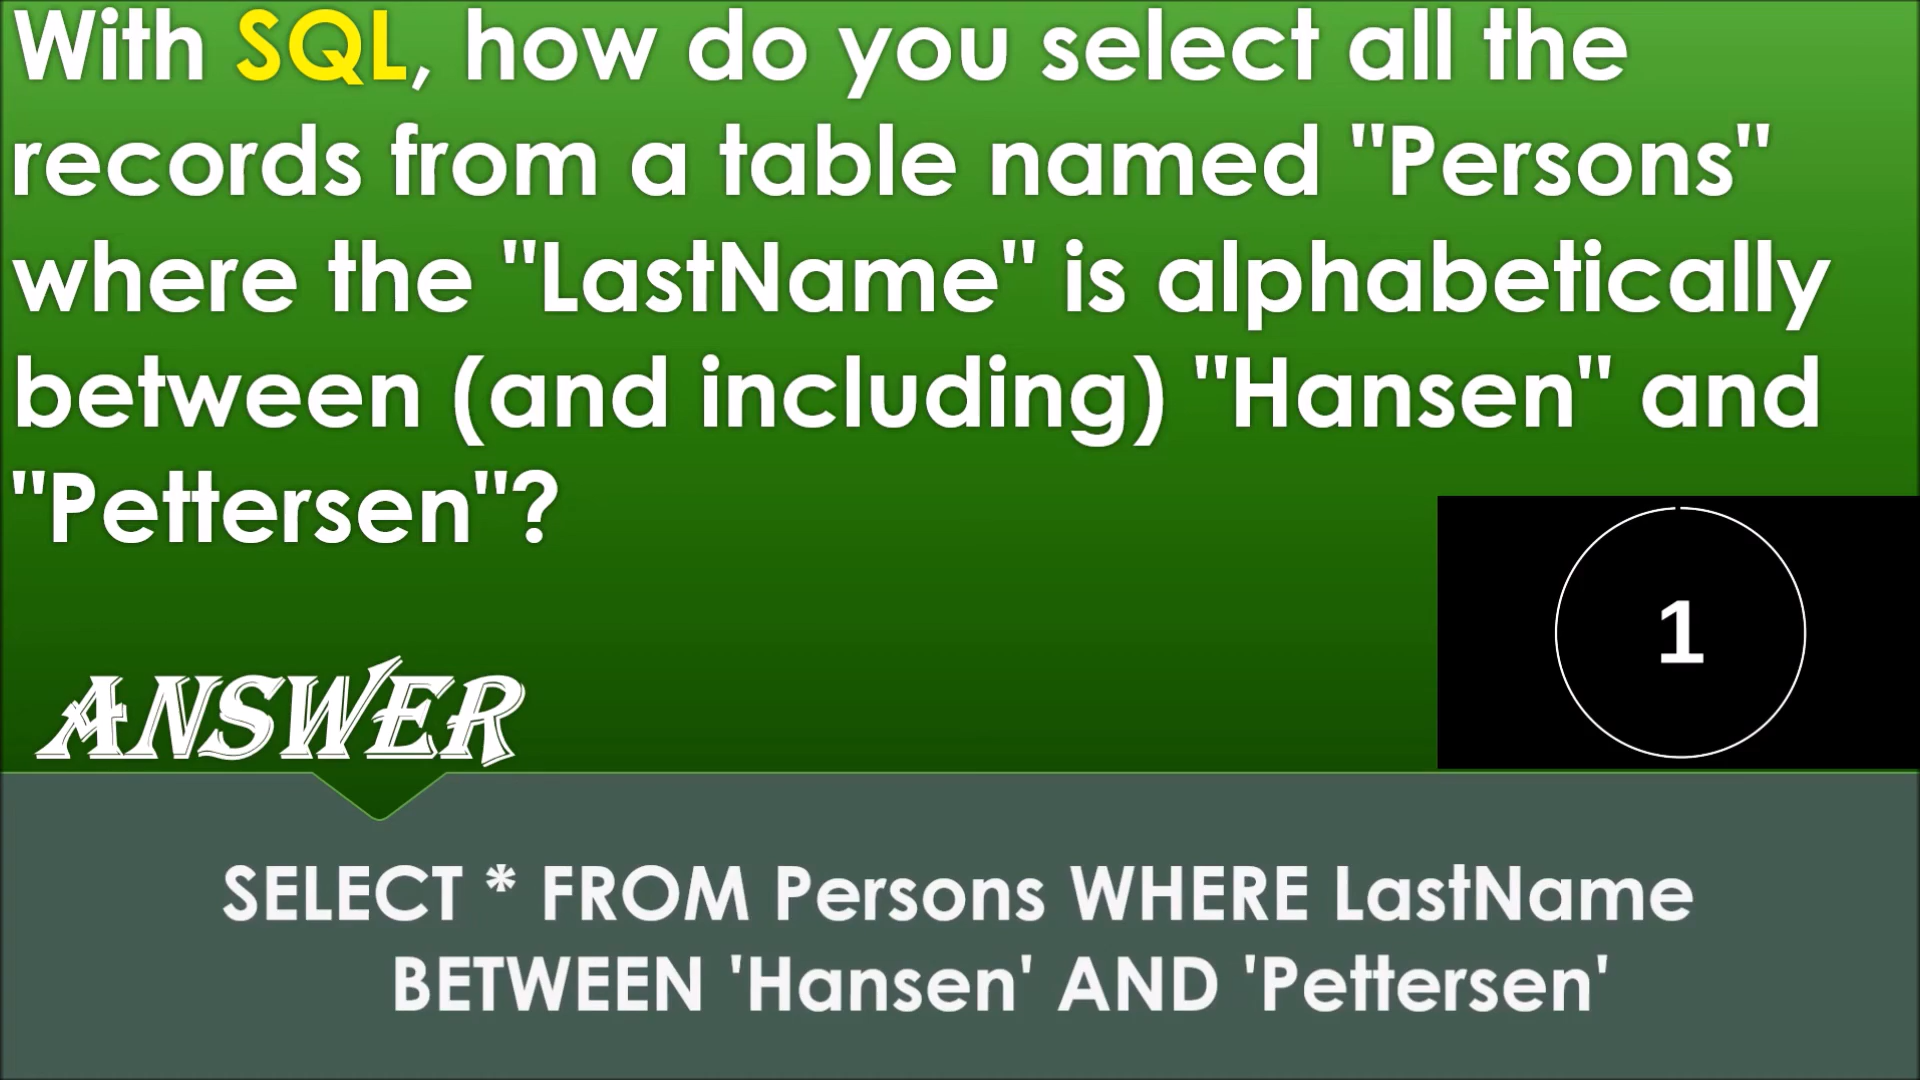 With SQL, how do you select all the
records from a table named "Persons"
where the "LastName" is alphabetically
between (and including) "Hansen" and
"Pettersen"?
1
ANSWER
SELECT * FROM Persons WHERE LastName
BETWEEN 'Hansen' AND 'Pettersen'